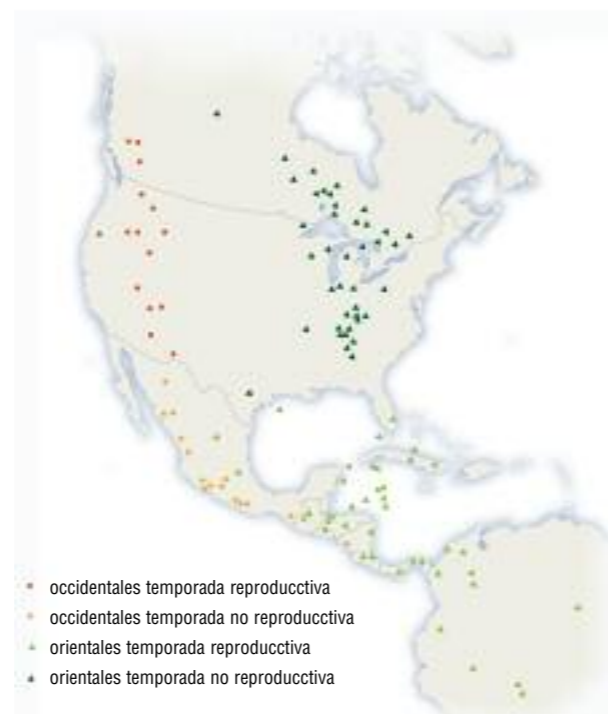 occidentales temporada reproducctiva
occidentales temporada no reproducctiva
orientales temporada reproducctiva
orientales temporada no reproducctiva